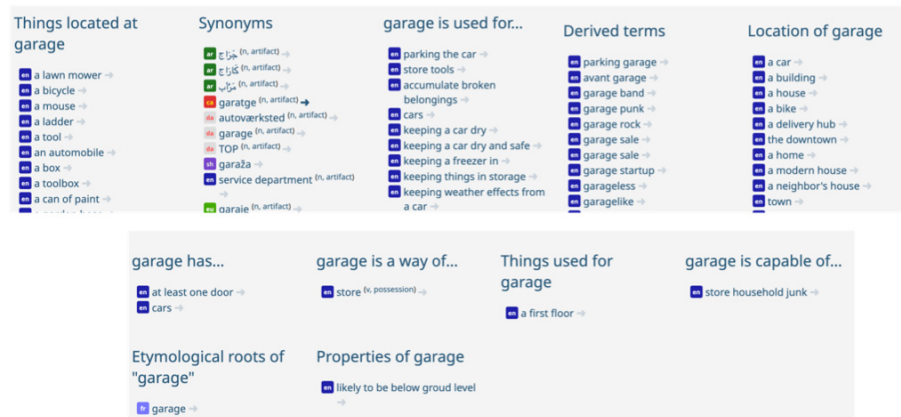 Things located at
garage
en a lawn mower →
en a bicycle →
en a mouse →
en a ladder →
en a tool →
en an automobile →
en a box →
en a toolbox →
en a can of paint →
Synonyms
ar (n, artifact) →
ar (n, artifact) →
ar (n, artifact) →
ca garatge (n, artifact) →
da autoværksted (n, artifact) →
da garage (n, artifact) →
da TOP (n, artifact) →
sh garaža →
en service department (n, artifact)
→
eu garaje (n, artifact) →
garage is used for...
en parking the car →
en store tools →
en accumulate broken
belongings →
en cars →
en keeping a car dry →
en keeping a car dry and safe →
en keeping a freezer in →
en keeping things in storage →
en keeping weather effects from
a car →
Derived terms
en parking garage →
en avant garage →
en garage band →
en garage punk →
en garage rock →
en garage sale →
en garage sale →
en garage startup →
en garageless →
en garagelike →
Location of garage
en a car →
en a building →
en a house →
en a bike →
en a delivery hub →
en the downtown →
en a home →
en a modern house →
en a neighbor's house →
en town →
garage has...
en at least one door →
en cars →
garage is a way of...
en store (v, possession) →
Things used for
garage
en a first floor →
garage is capable of...
en store household junk →
Etymological roots of
"garage"
fr garage →
Properties of garage
en likely to be below groud level
→